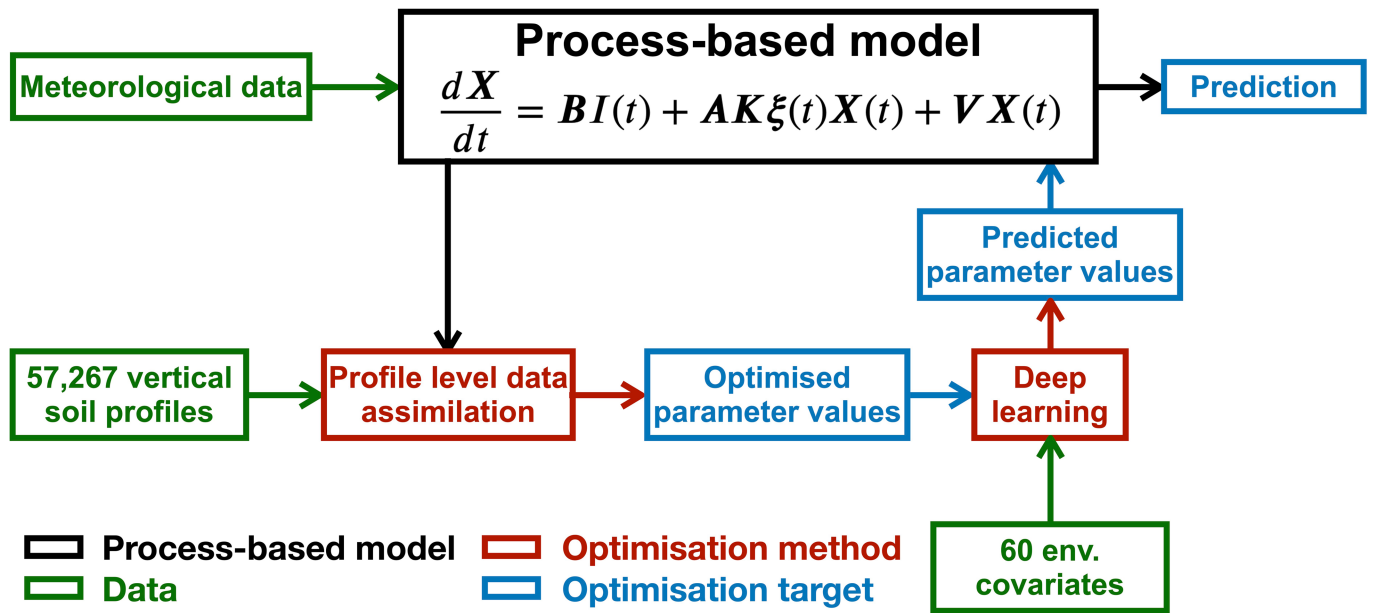 Process-based model
Meteorological data
dX/dt = BI(t) + AKξ(t)X(t) + VX(t)
Prediction
Predicted
parameter values
57,267 vertical
soil profiles
Profile level data
assimilation
Optimised
parameter values
Deep
learning
60 env.
covariates
Process-based model
Optimisation method
Data
Optimisation target